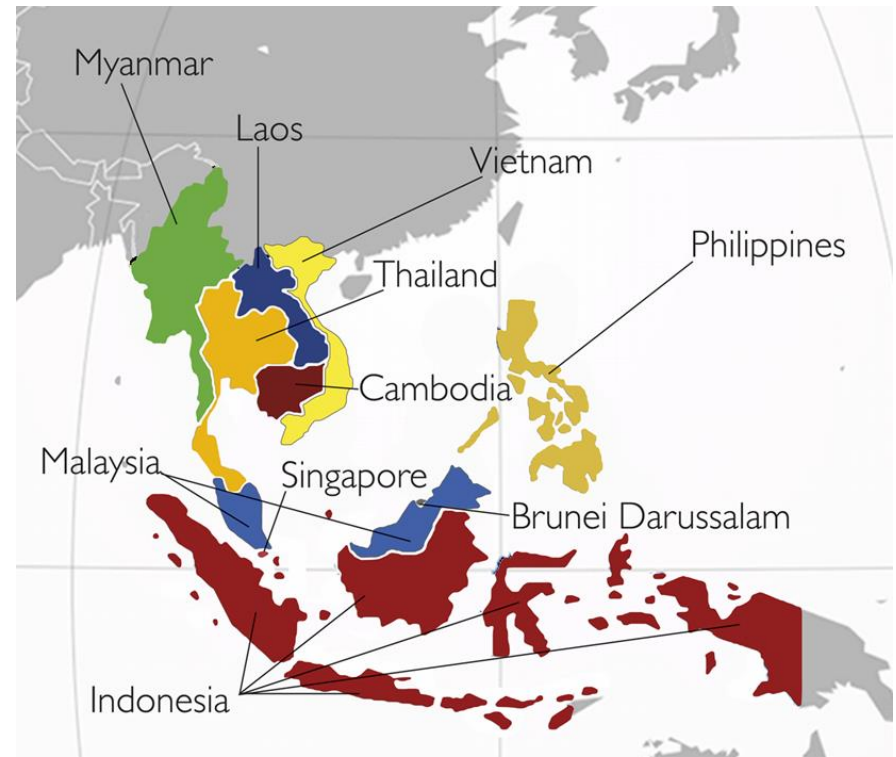 Myanmar
Laos
Vietnam
Philippines
Thailand
Cambodia
Malaysia
Singapore
Brunei Darussalam
Indonesia